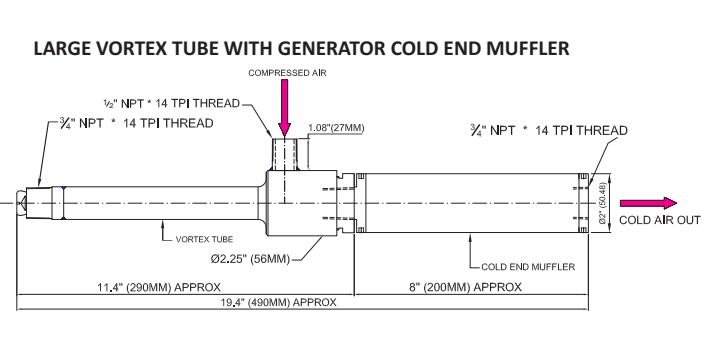 LARGE VORTEX TUBE WITH GENERATOR COLD END MUFFLER
COMPRESSED AIR
½" NPT * 14 TPI THREAD
¾" NPT * 14 TPI THREAD
1.08"(27MM)
¾" NPT * 14 TPI THREAD
Ø2" (50.48)
COLD AIR OUT
VORTEX TUBE
Ø2.25" (56MM)
COLD END MUFFLER
11.4" (290MM) APPROX
8" (200MM) APPROX
19.4" (490MM) APPROX